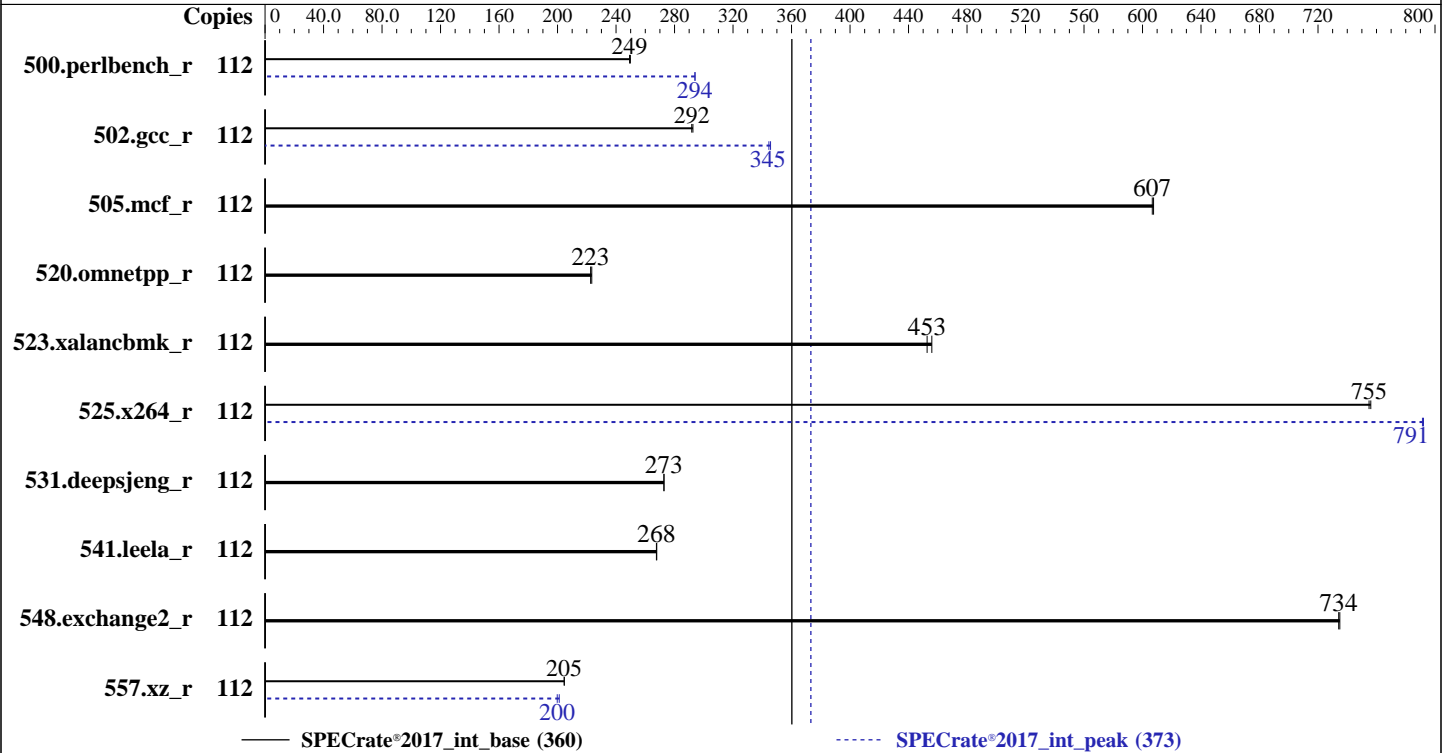 Copies 0 40.0 80.0 120 160 200 240 280 320 360 400 440 480 520 560 600 640 680 720 800
500.perlbench_r 112 249
294
502.gcc_r 112 292
345
505.mcf_r 112 607
520.omnetpp_r 112 223
523.xalancbmk_r 112 453
525.x264_r 112 755
791
531.deepsjeng_r 112 273
541.leela_r 112 268
548.exchange2_r 112 734
557.xz_r 112 205
200
SPECrate®2017_int_base (360) SPECrate®2017_int_peak (373)